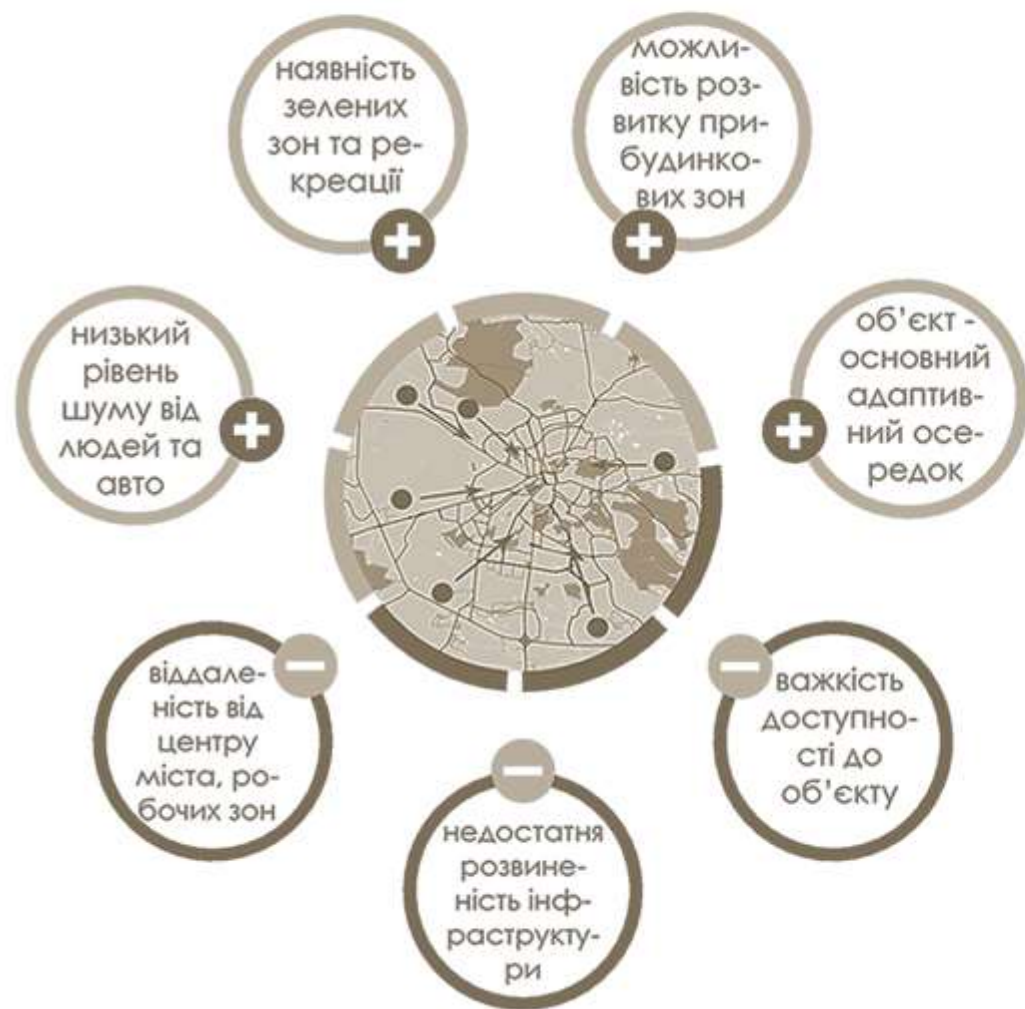 наявність
зелених
зон та ре-
креації
можли-
вість роз-
витку при-
будинко-
вих зон
низький
рівень
шуму від
людей та
авто
об’єкт -
основний
адаптив-
ний осе-
редок
віддале-
ність від
центру
міста, ро-
бочих зон
важкість
доступно-
сті до
об’єкту
недостатня
розвине-
ність інф-
раструкту-
ри